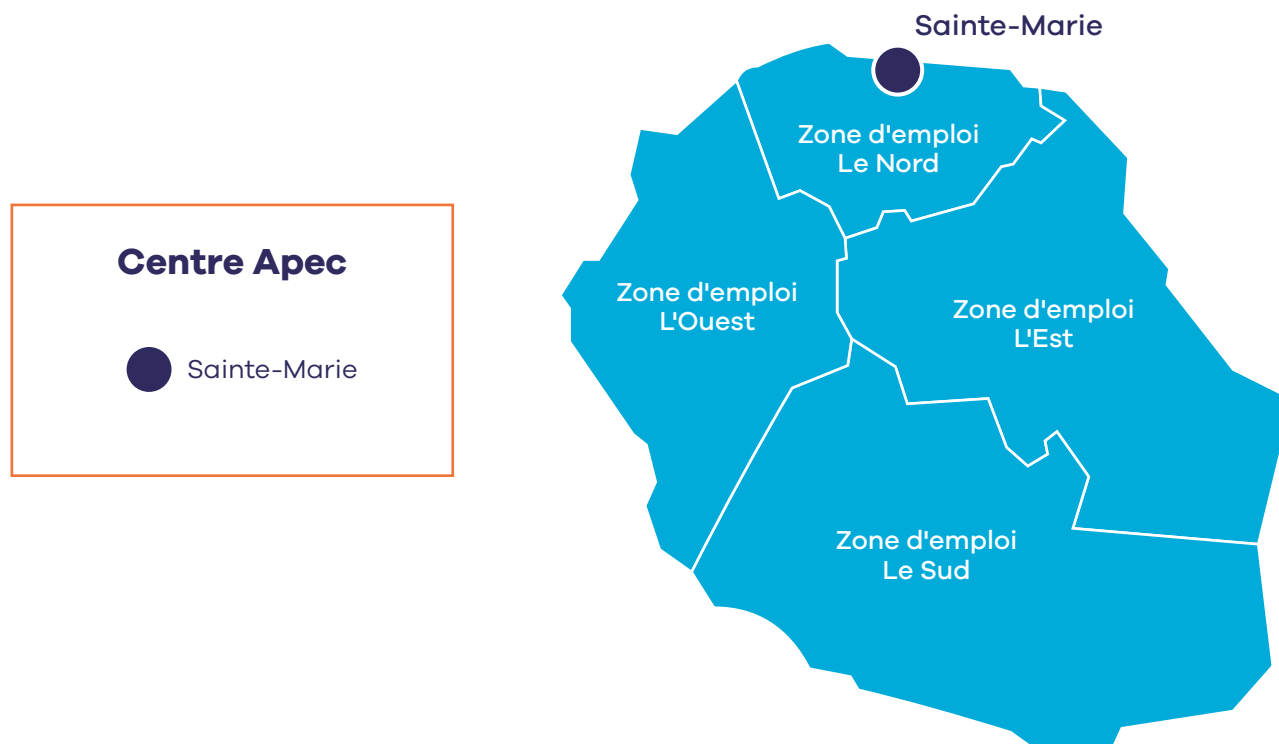 Sainte-Marie
Zone d'emploi
Le Nord
Centre Apec
Sainte-Marie
Zone d'emploi
L'Ouest
Zone d'emploi
L'Est
Zone d'emploi
Le Sud